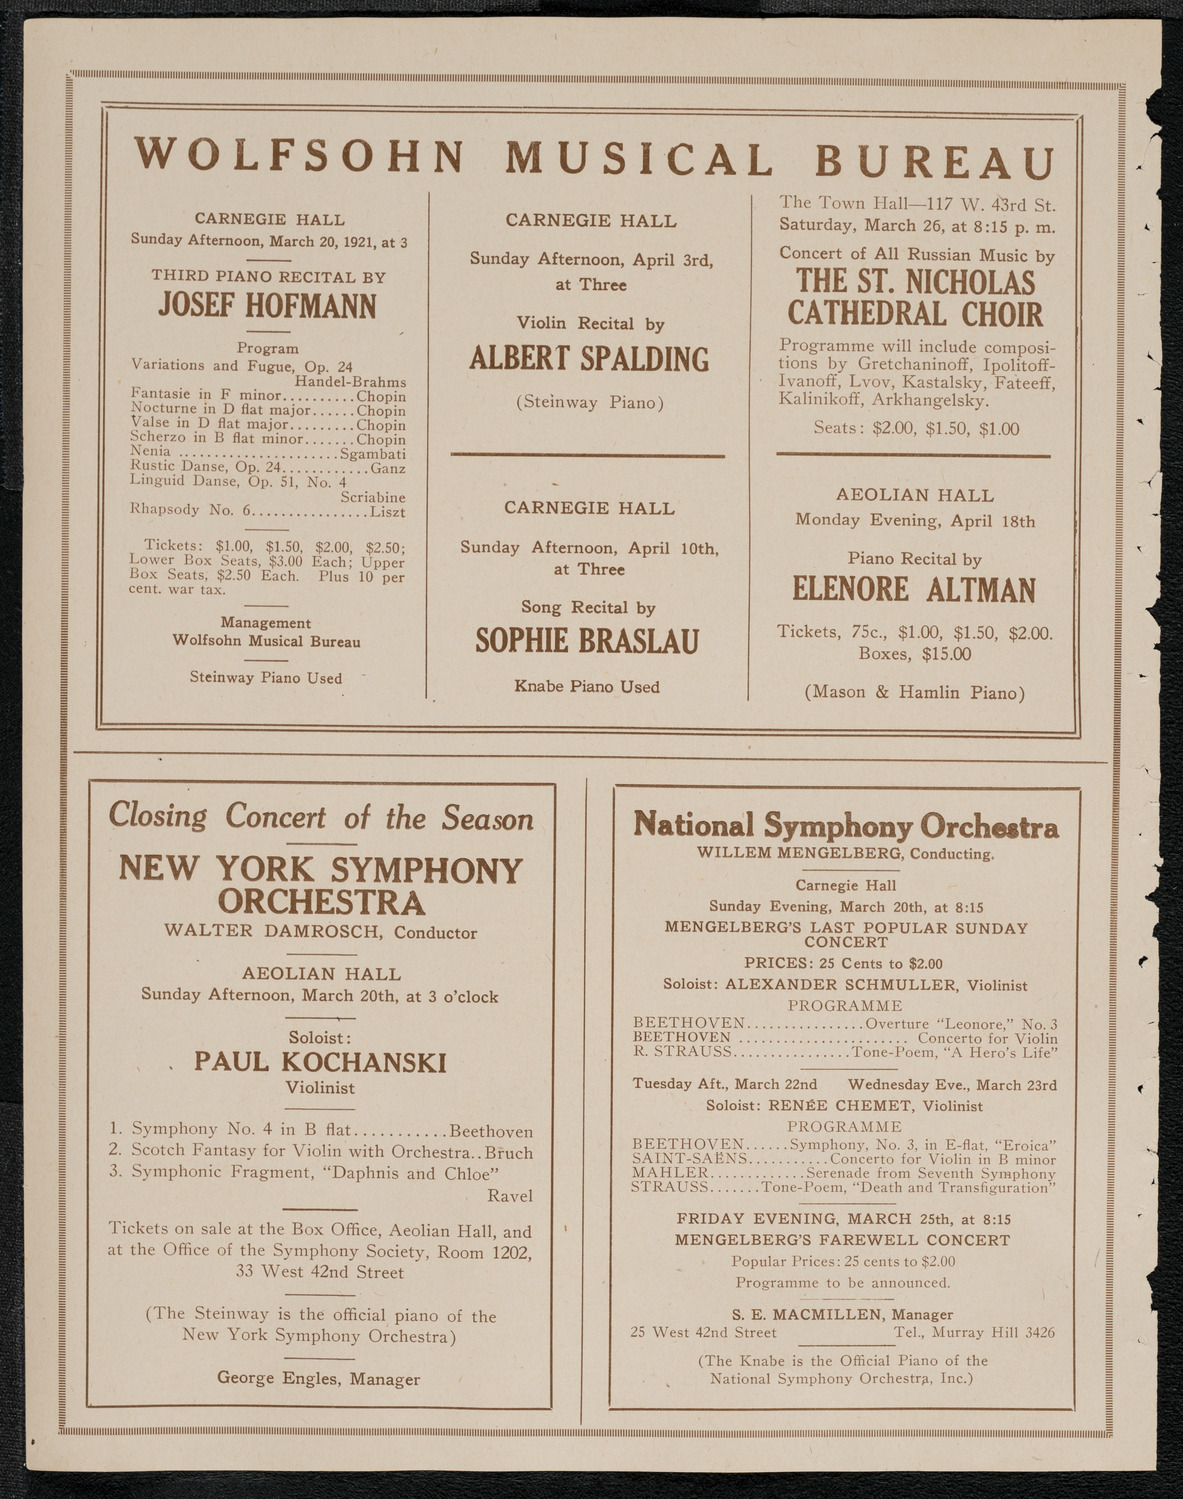 WOLFSOHN MUSICAL BUREAU
CARNEGIE HALL
Sunday Afternoon, March 20, 1921, at 3
THIRD PIANO RECITAL BY
JOSEF HOFMANN
Program
Variations and Fugue, Op. 24
Handel-Brahms
Fantasie in F minor..........Chopin
Nocturne in D flat major......Chopin
Valse in D flat major.........Chopin
Scherzo in B flat minor.......Chopin
Nenia .....................Sgambati
Rustic Danse, Op. 24............Ganz
Linguid Danse, Op. 51, No. 4
Scriabine
Rhapsody No. 6................Liszt
Tickets: $1.00, $1.50, $2.00, $2.50;
Lower Box Seats, $3.00 Each; Upper
Box Seats, $2.50 Each. Plus 10 per
cent. war tax.
Management
Wolfsohn Musical Bureau
Steinway Piano Used
CARNEGIE HALL
Sunday Afternoon, April 3rd,
at Three
Violin Recital by
ALBERT SPALDING
(Steinway Piano)
CARNEGIE HALL
Sunday Afternoon, April 10th,
at Three
Song Recital by
SOPHIE BRASLAU
Knabe Piano Used
The Town Hall—117 W. 43rd St.
Saturday, March 26, at 8:15 p. m.
Concert of All Russian Music by
THE ST. NICHOLAS
CATHEDRAL CHOIR
Programme will include composi-
tions by Gretchaninoff, Ipolitoff-
Ivanoff, Lvov, Kastalsky, Fateeff,
Kalinikoff, Arkhangelsky.
Seats: $2.00, $1.50, $1.00
AEOLIAN HALL
Monday Evening, April 18th
Piano Recital by
ELENORE ALTMAN
Tickets, 75c., $1.00, $1.50, $2.00.
Boxes, $15.00
(Mason & Hamlin Piano)
Closing Concert of the Season
NEW YORK SYMPHONY
ORCHESTRA
WALTER DAMROSCH, Conductor
AEOLIAN HALL
Sunday Afternoon, March 20th, at 3 o'clock
Soloist:
PAUL KOCHANSKI
Violinist
1. Symphony No. 4 in B flat...........Beethoven
2. Scotch Fantasy for Violin with Orchestra..Bruch
3. Symphonic Fragment, "Daphnis and Chloe"
Ravel
Tickets on sale at the Box Office, Aeolian Hall, and
at the Office of the Symphony Society, Room 1202,
33 West 42nd Street
(The Steinway is the official piano of the
New York Symphony Orchestra)
George Engles, Manager
National Symphony Orchestra
WILLEM MENGELBERG, Conducting.
Carnegie Hall
Sunday Evening, March 20th, at 8:15
MENGELBERG'S LAST POPULAR SUNDAY
CONCERT
PRICES: 25 Cents to $2.00
Soloist: ALEXANDER SCHMULLER, Violinist
PROGRAMME
BEETHOVEN................Overture "Leonore," No. 3
BEETHOVEN ....................... Concerto for Violin
R. STRAUSS................Tone-Poem, "A Hero's Life"
Tuesday Aft., March 22nd Wednesday Eve., March 23rd
Soloist: RENÉE CHEMET, Violinist
PROGRAMME
BEETHOVEN......Symphony, No. 3, in E-flat, "Eroica"
SAINT-SAËNS...........Concerto for Violin in B minor
MAHLER.............Serenade from Seventh Symphony
STRAUSS.......Tone-Poem, "Death and Transfiguration"
FRIDAY EVENING, MARCH 25th, at 8:15
MENGELBERG'S FAREWELL CONCERT
Popular Prices: 25 cents to $2.00
Programme to be announced.
S. E. MACMILLEN, Manager
25 West 42nd Street Tel., Murray Hill 3426
(The Knabe is the Official Piano of the
National Symphony Orchestra, Inc.)